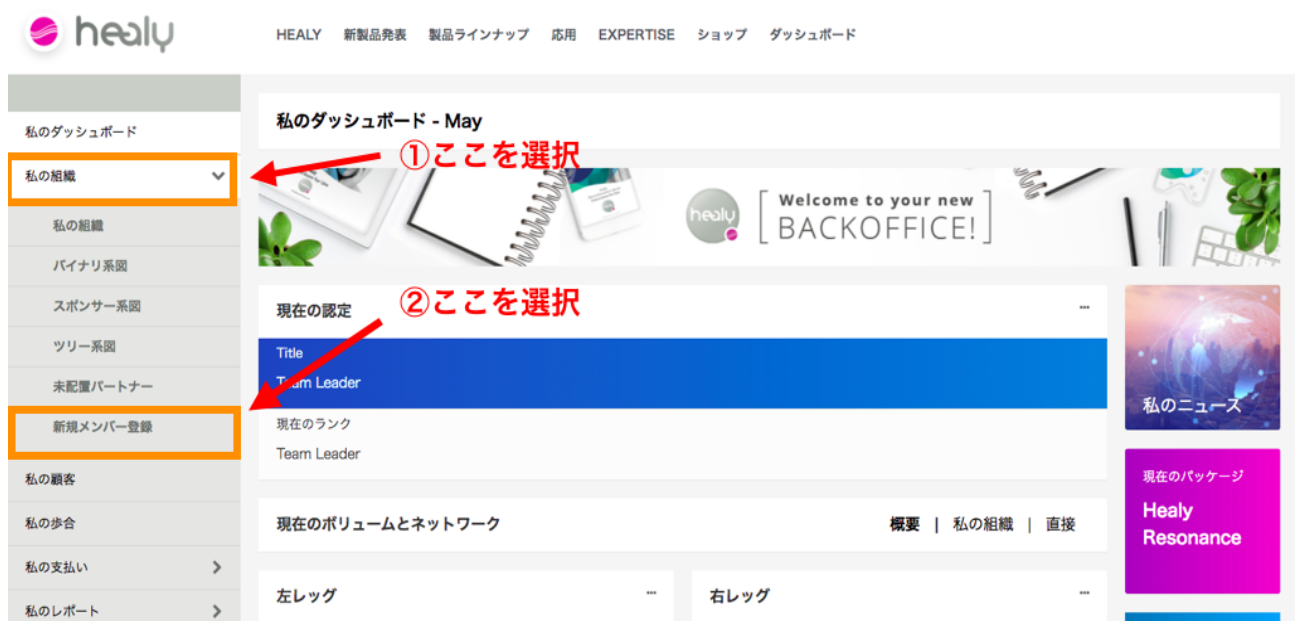 healy
HEALY 新製品発表 製品ラインナップ 応用 EXPERTISE ショップ ダッシュボード
私のダッシュボード
私の組織
私の組織
バイナリ系図
スポンサー系図
ツリー系図
未配置パートナー
新規メンバー登録
私の顧客
私の歩合
私の支払い
私のレポート
私のダッシュボード - May
①ここを選択
healy
Welcome to your new
BACKOFFICE!
②ここを選択
現在の認定
Title
Team Leader
現在のランク
Team Leader
現在のボリュームとネットワーク
概要 | 私の組織 | 直接
左レッグ
右レッグ
私のニュース
現在のパッケージ
Healy
Resonance